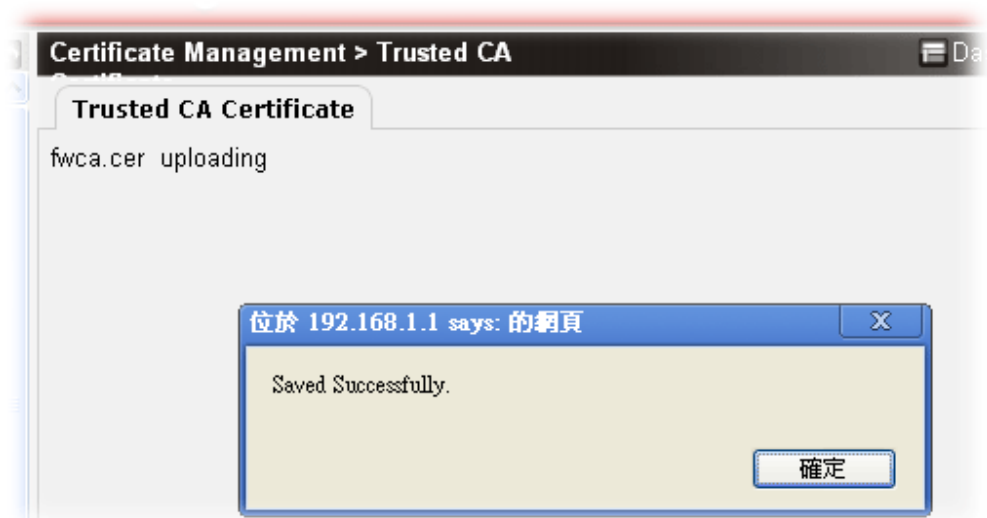 Certificate Management > Trusted CA
Da
Trusted CA Certificate
fwca.cer uploading
位於 192.168.1.1 says: 的網頁
X
Saved Successfully.
確定